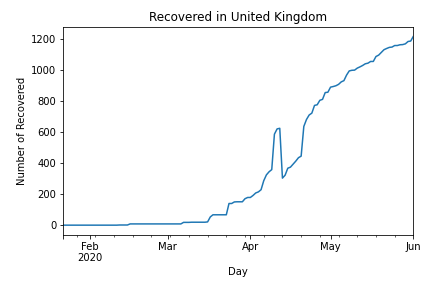 Recovered in United Kingdom
Number of Recovered
1200
1000
800
600
400
200
0
Feb
2020
Mar
Apr
May
Jun
Day